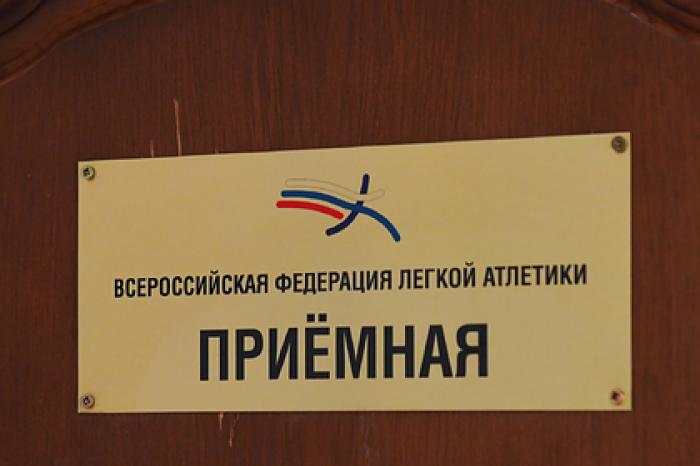 ВСЕРОССИЙСКАЯ ФЕДЕРАЦИЯ ЛЕГКОЙ АТЛЕТИКИ
ПРИЁМНАЯ